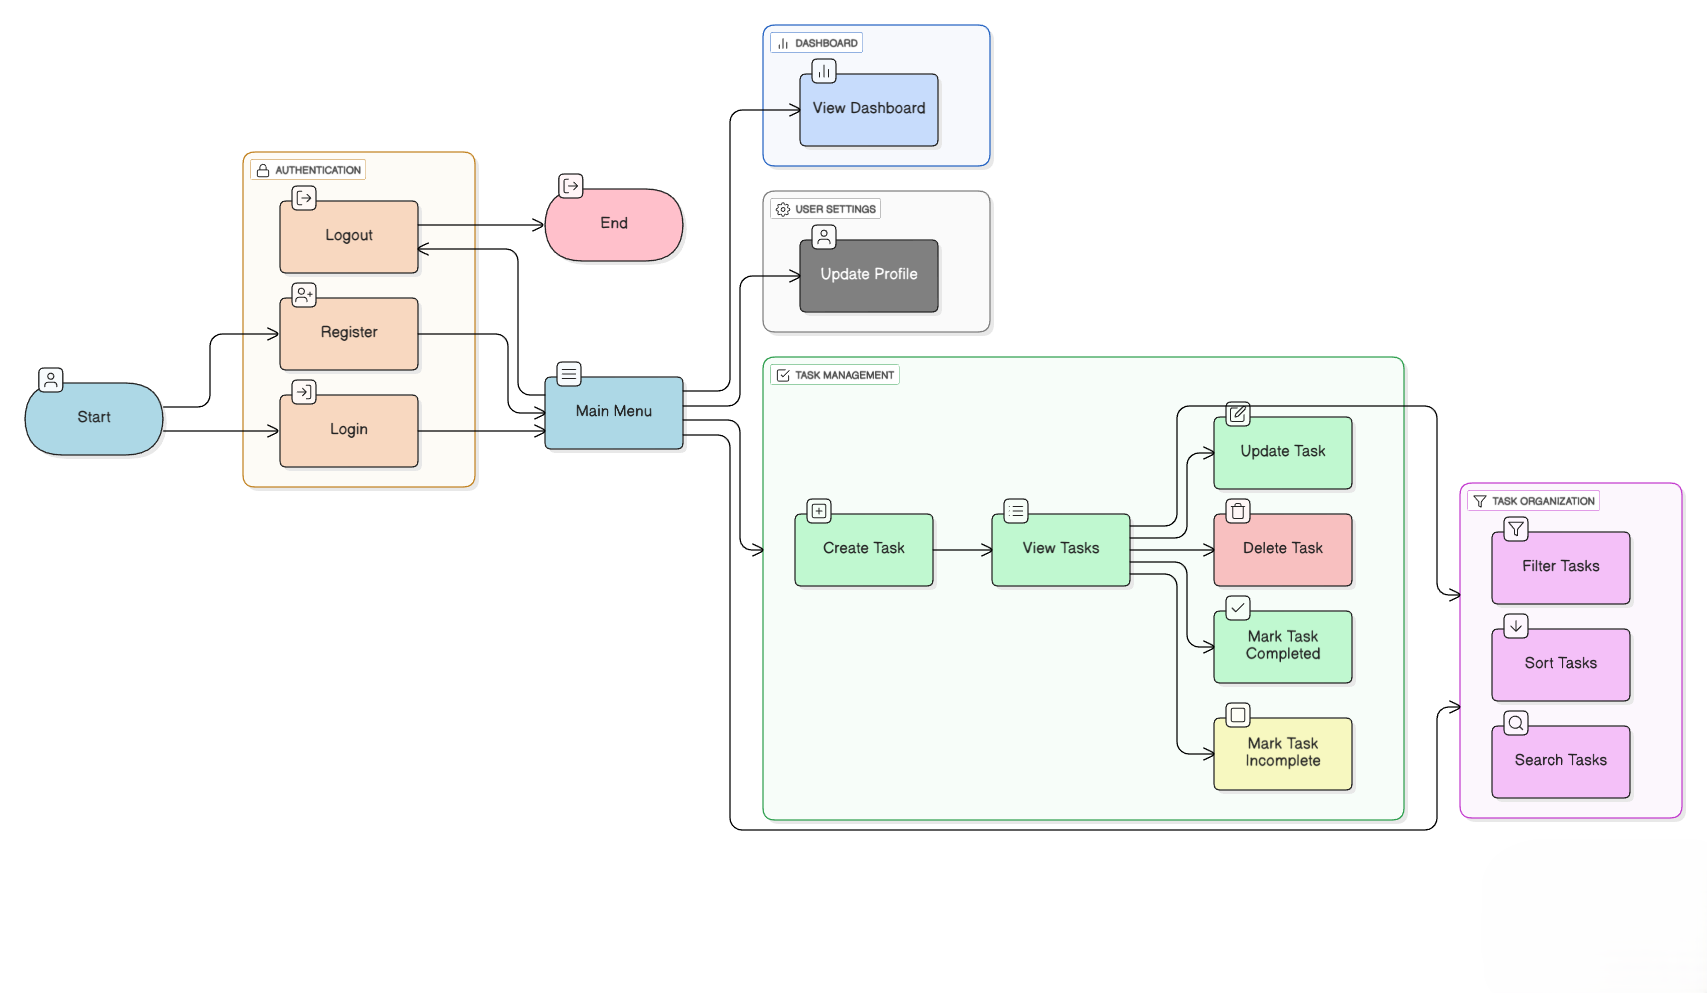 DASHBOARD
View Dashboard
AUTHENTICATION
Logout
End
USER SETTINGS
Update Profile
Register
Start
Login
Main Menu
TASK MANAGEMENT
Update Task
Create Task
View Tasks
Delete Task
Mark Task
Completed
Mark Task
Incomplete
TASK ORGANIZATION
Filter Tasks
Sort Tasks
Search Tasks